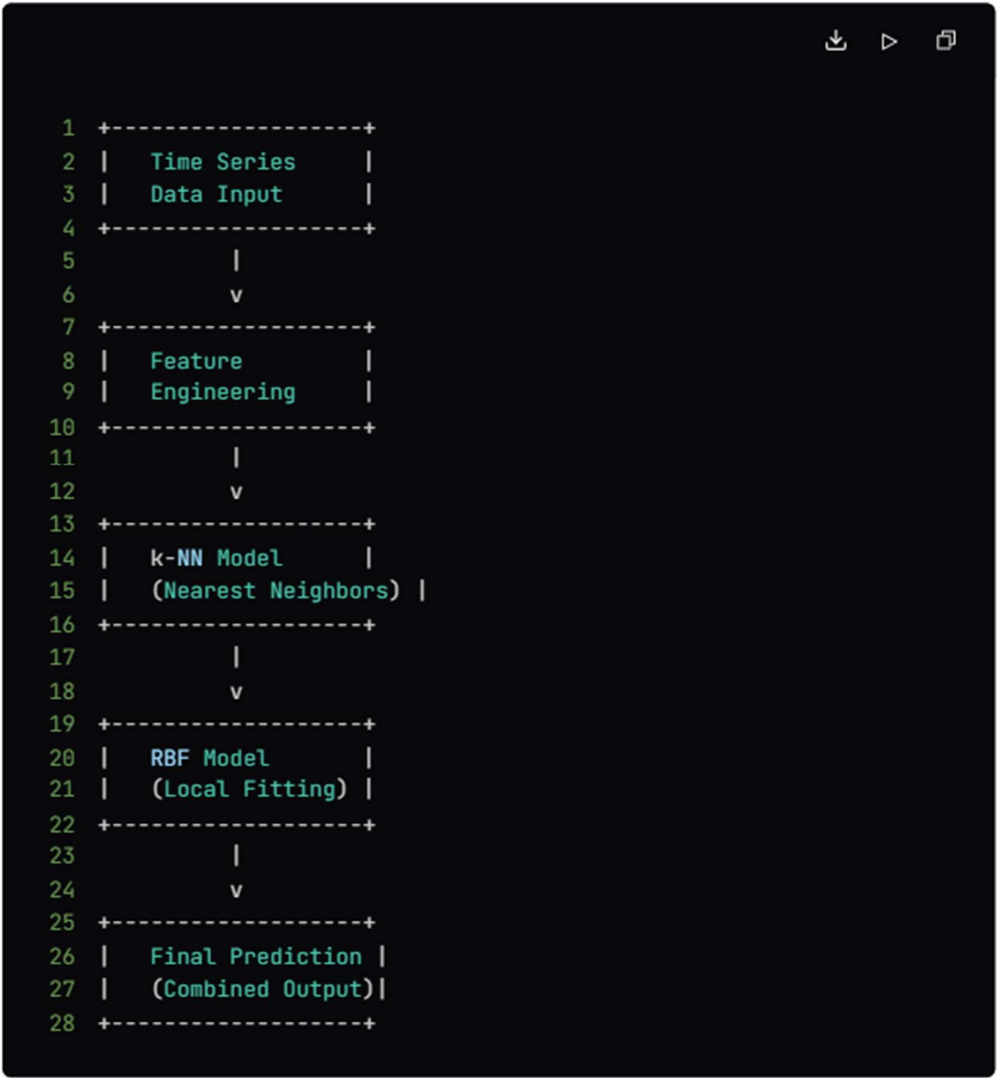 1 +-------------------+
2 |   Time Series     |
3 |   Data Input      |
4 +-------------------+
5           |
6           v
7 +-------------------+
8 |   Feature         |
9 |   Engineering     |
10 +-------------------+
11           |
12           v
13 +-------------------+
14 |   k-NN Model      |
15 |   (Nearest Neighbors) |
16 +-------------------+
17           |
18           v
19 +-------------------+
20 |   RBF Model       |
21 |   (Local Fitting) |
22 +-------------------+
23           |
24           v
25 +-------------------+
26 |   Final Prediction |
27 |   (Combined Output)|
28 +-------------------+